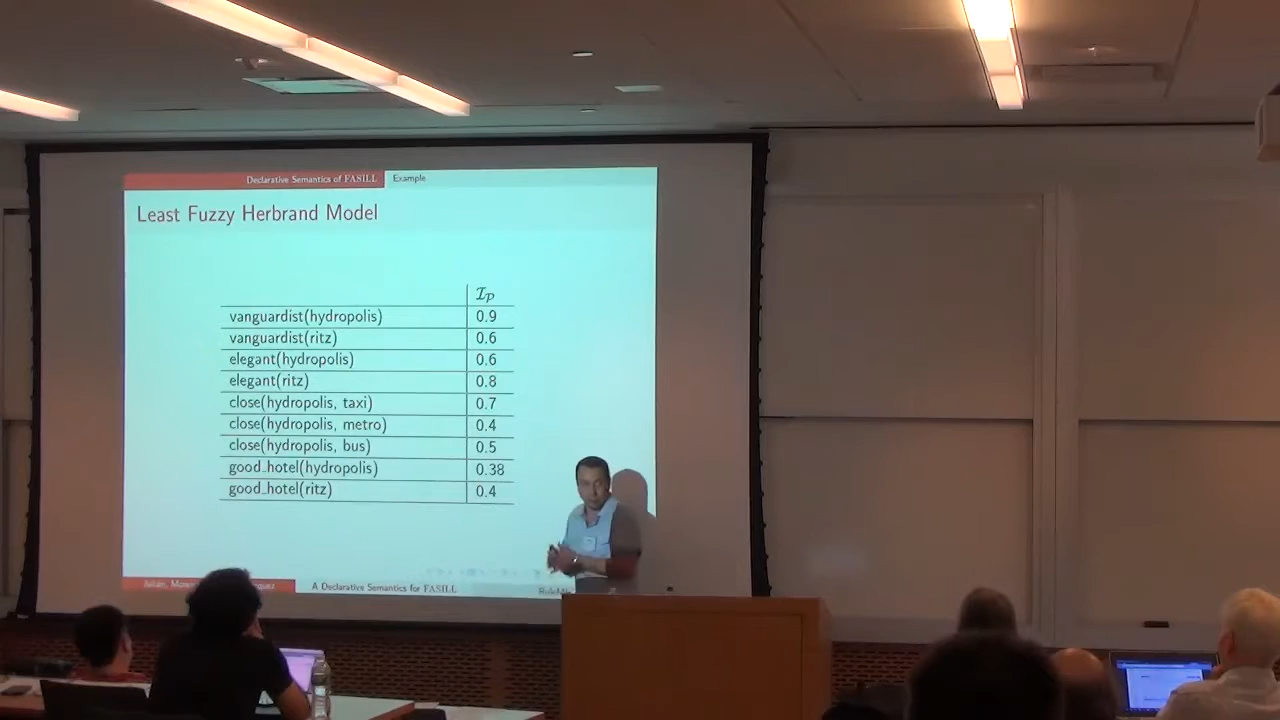 Declarative Semantics of FASILL Example
Least Fuzzy Herbrand Model
I_P
vanguardist(hydropolis) 0.9
vanguardist(ritz) 0.6
elegant(hydropolis) 0.6
elegant(ritz) 0.8
close(hydropolis, taxi) 0.7
close(hydropolis, metro) 0.4
close(hydropolis, bus) 0.5
good_hotel(hydropolis) 0.38
good_hotel(ritz) 0.4
A Declarative Semantics for FASILL